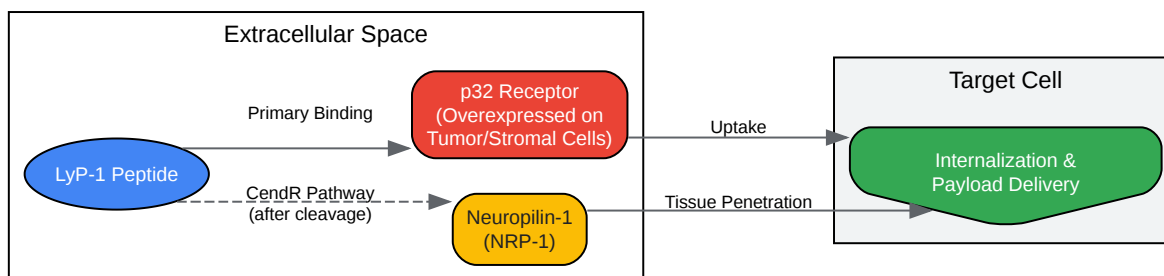 Extracellular Space
LyP-1 Peptide
Primary Binding
p32 Receptor
(Overexpressed on
Tumor/Stromal Cells)
CendR Pathway
(after cleavage)
Neuropilin-1
(NRP-1)
Uptake
Tissue Penetration
Target Cell
Internalization &
Payload Delivery